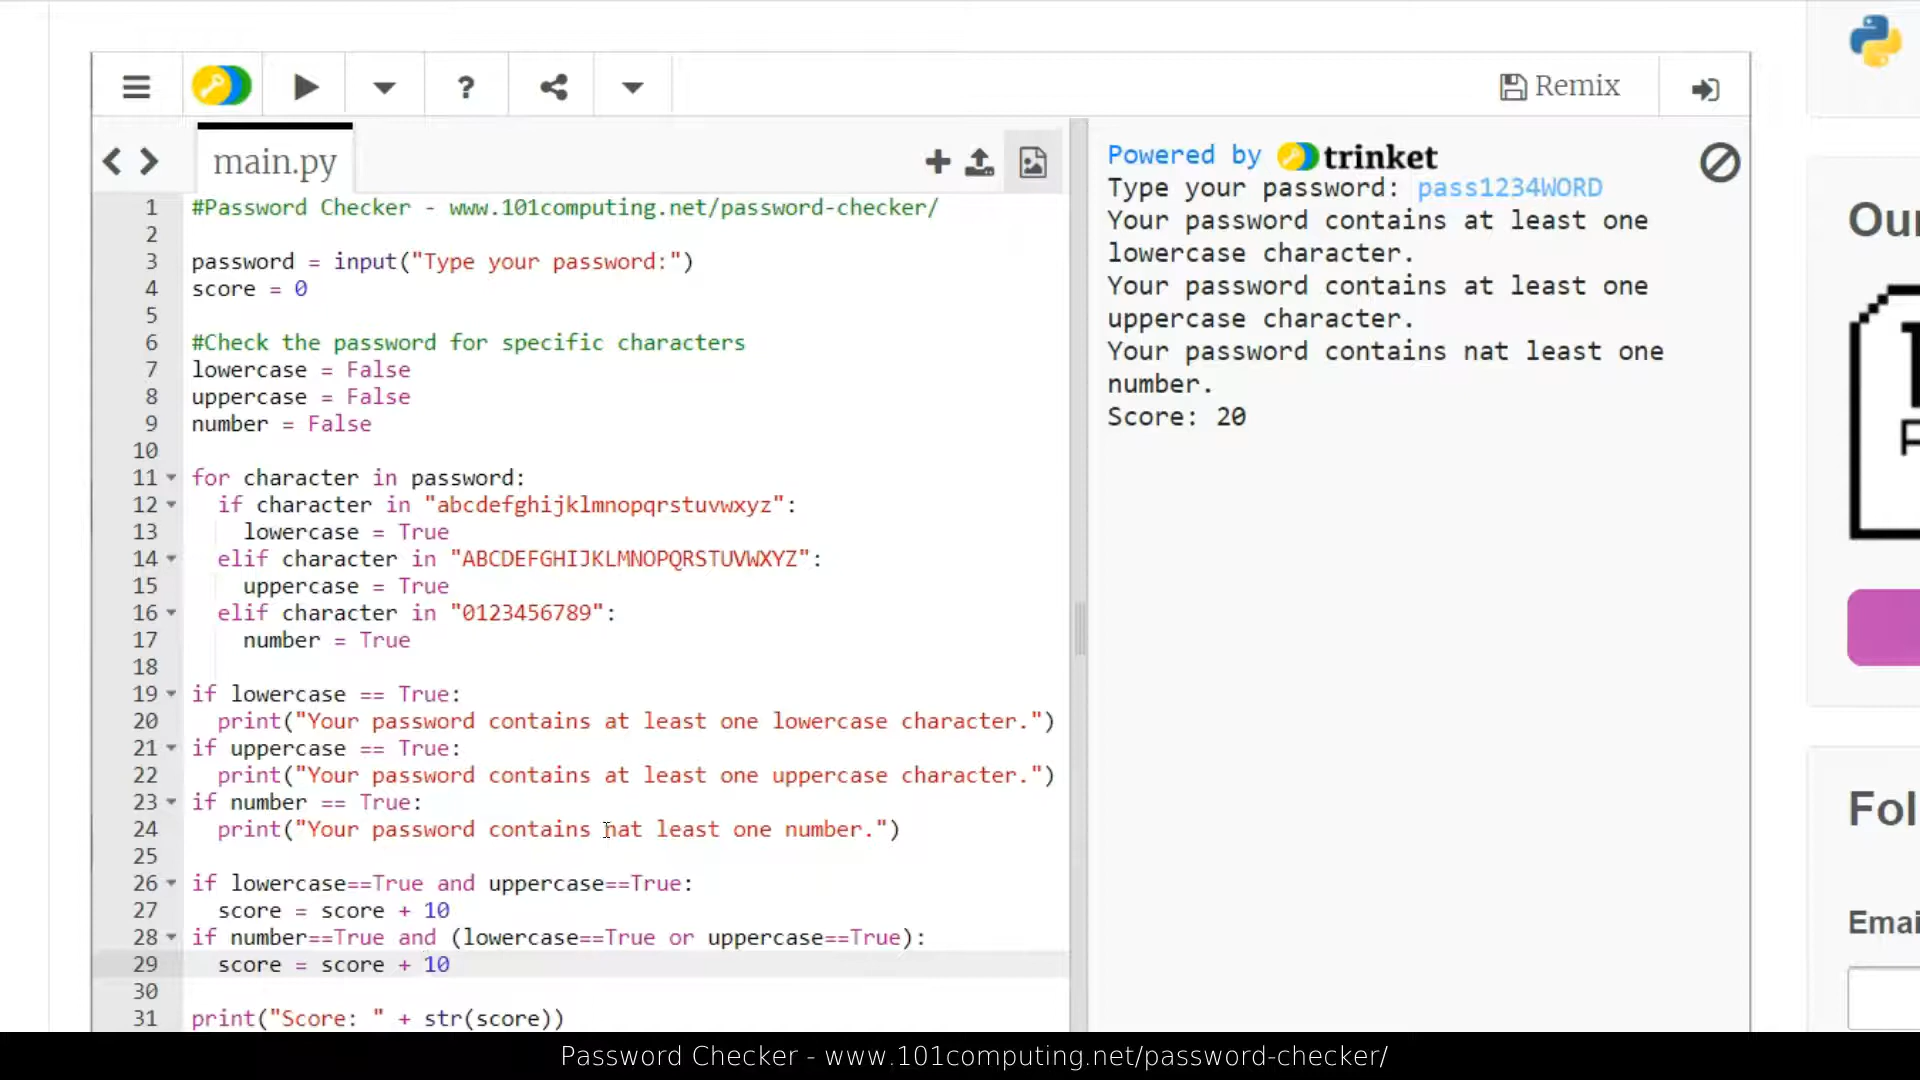 Remix
main.py
1 #Password Checker - www.101computing.net/password-checker/
2
3 password = input("Type your password:")
4 score = 0
5
6 #Check the password for specific characters
7 lowercase = False
8 uppercase = False
9 number = False
10
11 for character in password:
12 if character in "abcdefghijklmnopqrstuvwxyz":
13 lowercase = True
14 elif character in "ABCDEFGHIJKLMNOPQRSTUVWXYZ":
15 uppercase = True
16 elif character in "0123456789":
17 number = True
18
19 if lowercase == True:
20 print("Your password contains at least one lowercase character.")
21 if uppercase == True:
22 print("Your password contains at least one uppercase character.")
23 if number == True:
24 print("Your password contains nat least one number.")
25
26 if lowercase==True and uppercase==True:
27 score = score + 10
28 if number==True and (lowercase==True or uppercase==True):
29 score = score + 10
30
31 print("Score: " + str(score))
Powered by trinket
Type your password: pass1234WORD
Your password contains at least one
lowercase character.
Your password contains at least one
uppercase character.
Your password contains nat least one
number.
Score: 20
Our
Fol
Emai
Password Checker - www.101computing.net/password-checker/